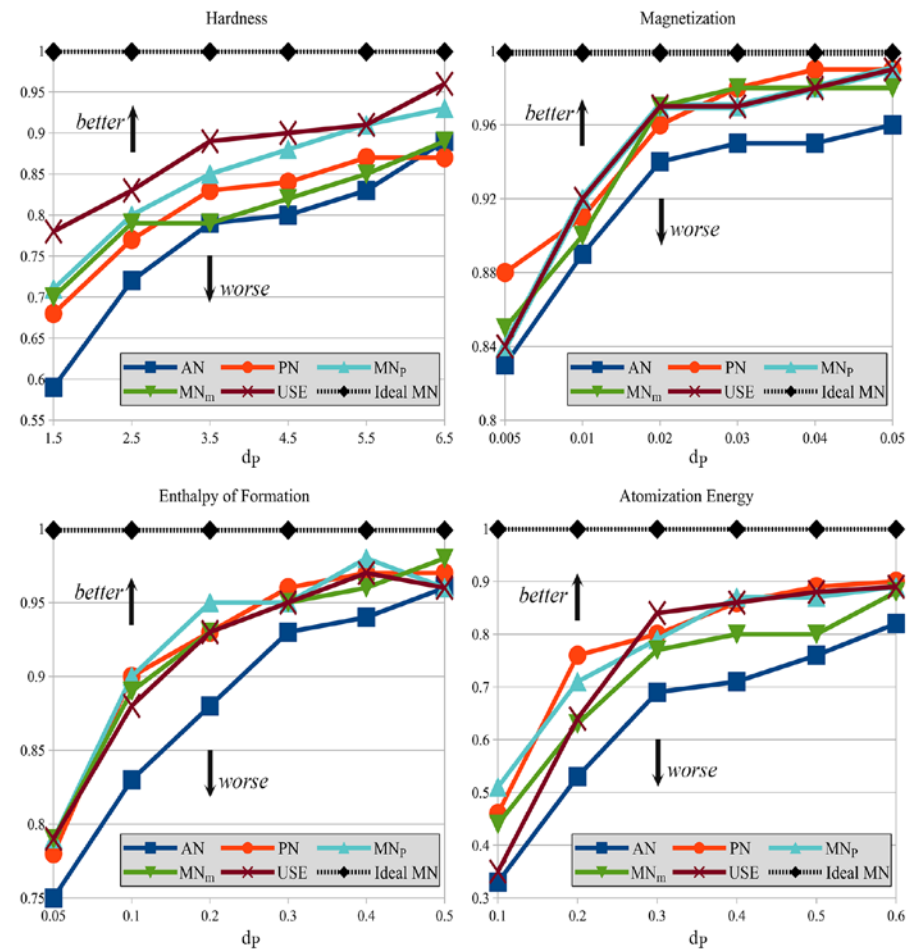 Hardness
1
0.95
0.9
0.85
0.8
0.75
0.7
0.65
0.6
0.55
better
worse
AN PN MNP
MNm USE Ideal MN
1.5 2.5 3.5 4.5 5.5 6.5
dP
Magnetization
1
0.96
0.92
0.88
0.84
0.8
better
worse
AN PN MNP
MNm USE Ideal MN
0.005 0.01 0.02 0.03 0.04 0.05
dP
Enthalpy of Formation
1
0.95
0.9
0.85
0.8
0.75
better
worse
AN PN MNP
MNm USE Ideal MN
0.05 0.1 0.2 0.3 0.4 0.5
dP
Atomization Energy
1
0.9
0.8
0.7
0.6
0.5
0.4
0.3
better
worse
AN PN MNP
MNm USE Ideal MN
0.1 0.2 0.3 0.4 0.5 0.6
dP